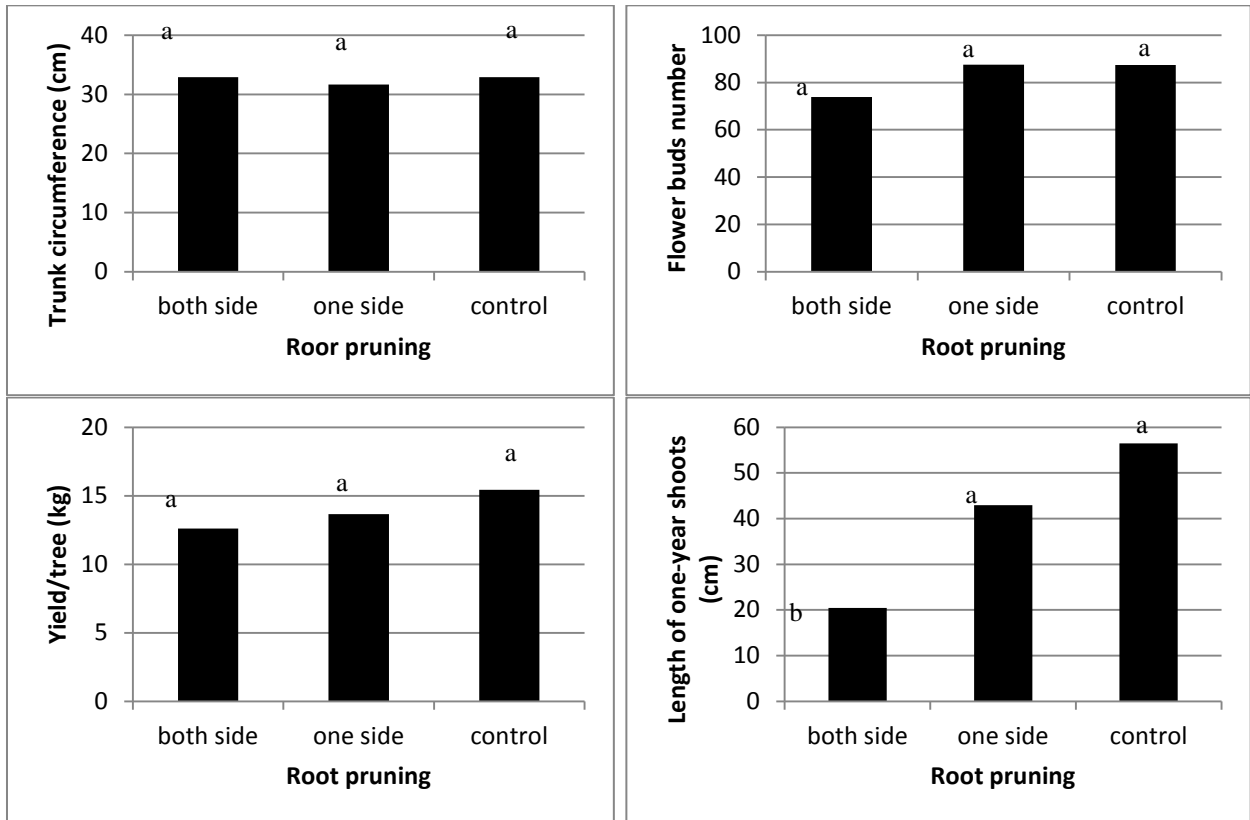 Trunk circumference (cm)
40
30
20
10
0
a
a
a
both side
one side
control
Roor pruning
Flower buds number
100
80
60
40
20
0
a
a
a
both side
one side
control
Root pruning
Yield/tree (kg)
20
15
10
5
0
a
a
a
both side
one side
control
Root pruning
Length of one-year shoots
(cm)
60
50
40
30
20
10
0
b
a
a
both side
one side
control
Root pruning